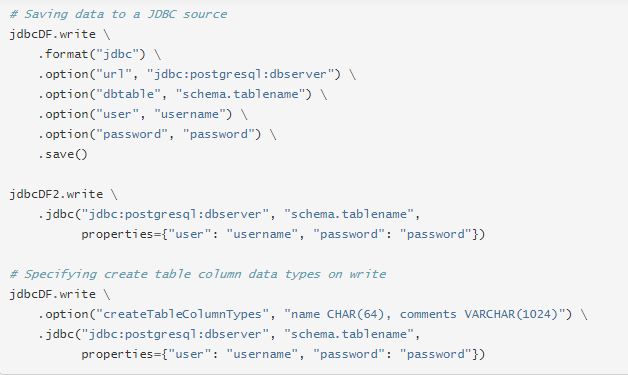 # Saving data to a JDBC source
jdbcDF.write \
    .format("jdbc") \
    .option("url", "jdbc:postgresql:dbserver") \
    .option("dbtable", "schema.tablename") \
    .option("user", "username") \
    .option("password", "password") \
    .save()

jdbcDF2.write \
    .jdbc("jdbc:postgresql:dbserver", "schema.tablename",
          properties={"user": "username", "password": "password"})

# Specifying create table column data types on write
jdbcDF.write \
    .option("createTableColumnTypes", "name CHAR(64), comments VARCHAR(1024)") \
    .jdbc("jdbc:postgresql:dbserver", "schema.tablename",
          properties={"user": "username", "password": "password"})